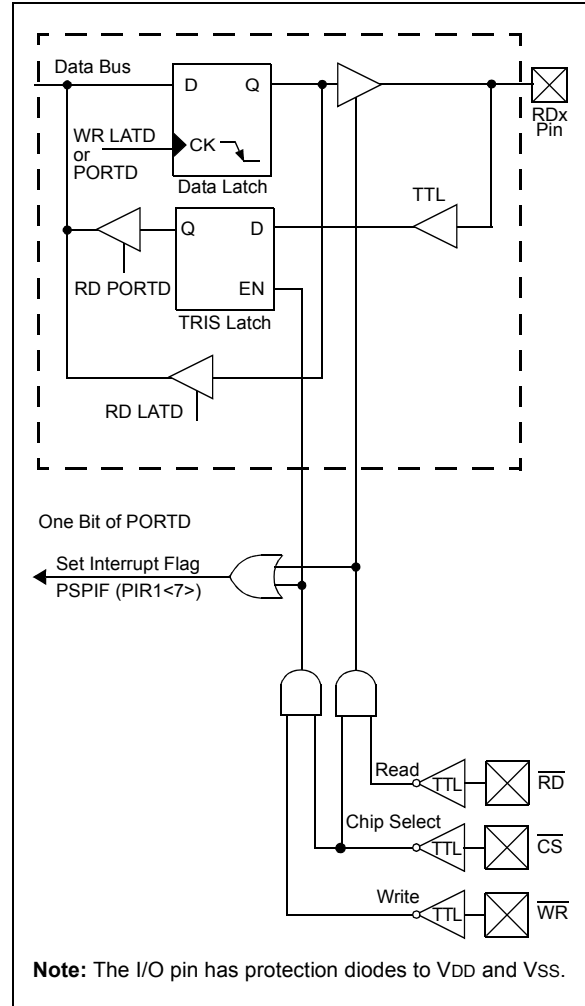 Data Bus
D Q
WR LATD
or
PORTD
CK
Data Latch
RDx
Pin
TTL
Q D
RD PORTD
EN
TRIS Latch
RD LATD
One Bit of PORTD
Set Interrupt Flag
PSPIF (PIR1<7>)
Read
TTL
RD
Chip Select
TTL
CS
Write
TTL
WR
Note: The I/O pin has protection diodes to VDD and VSS.